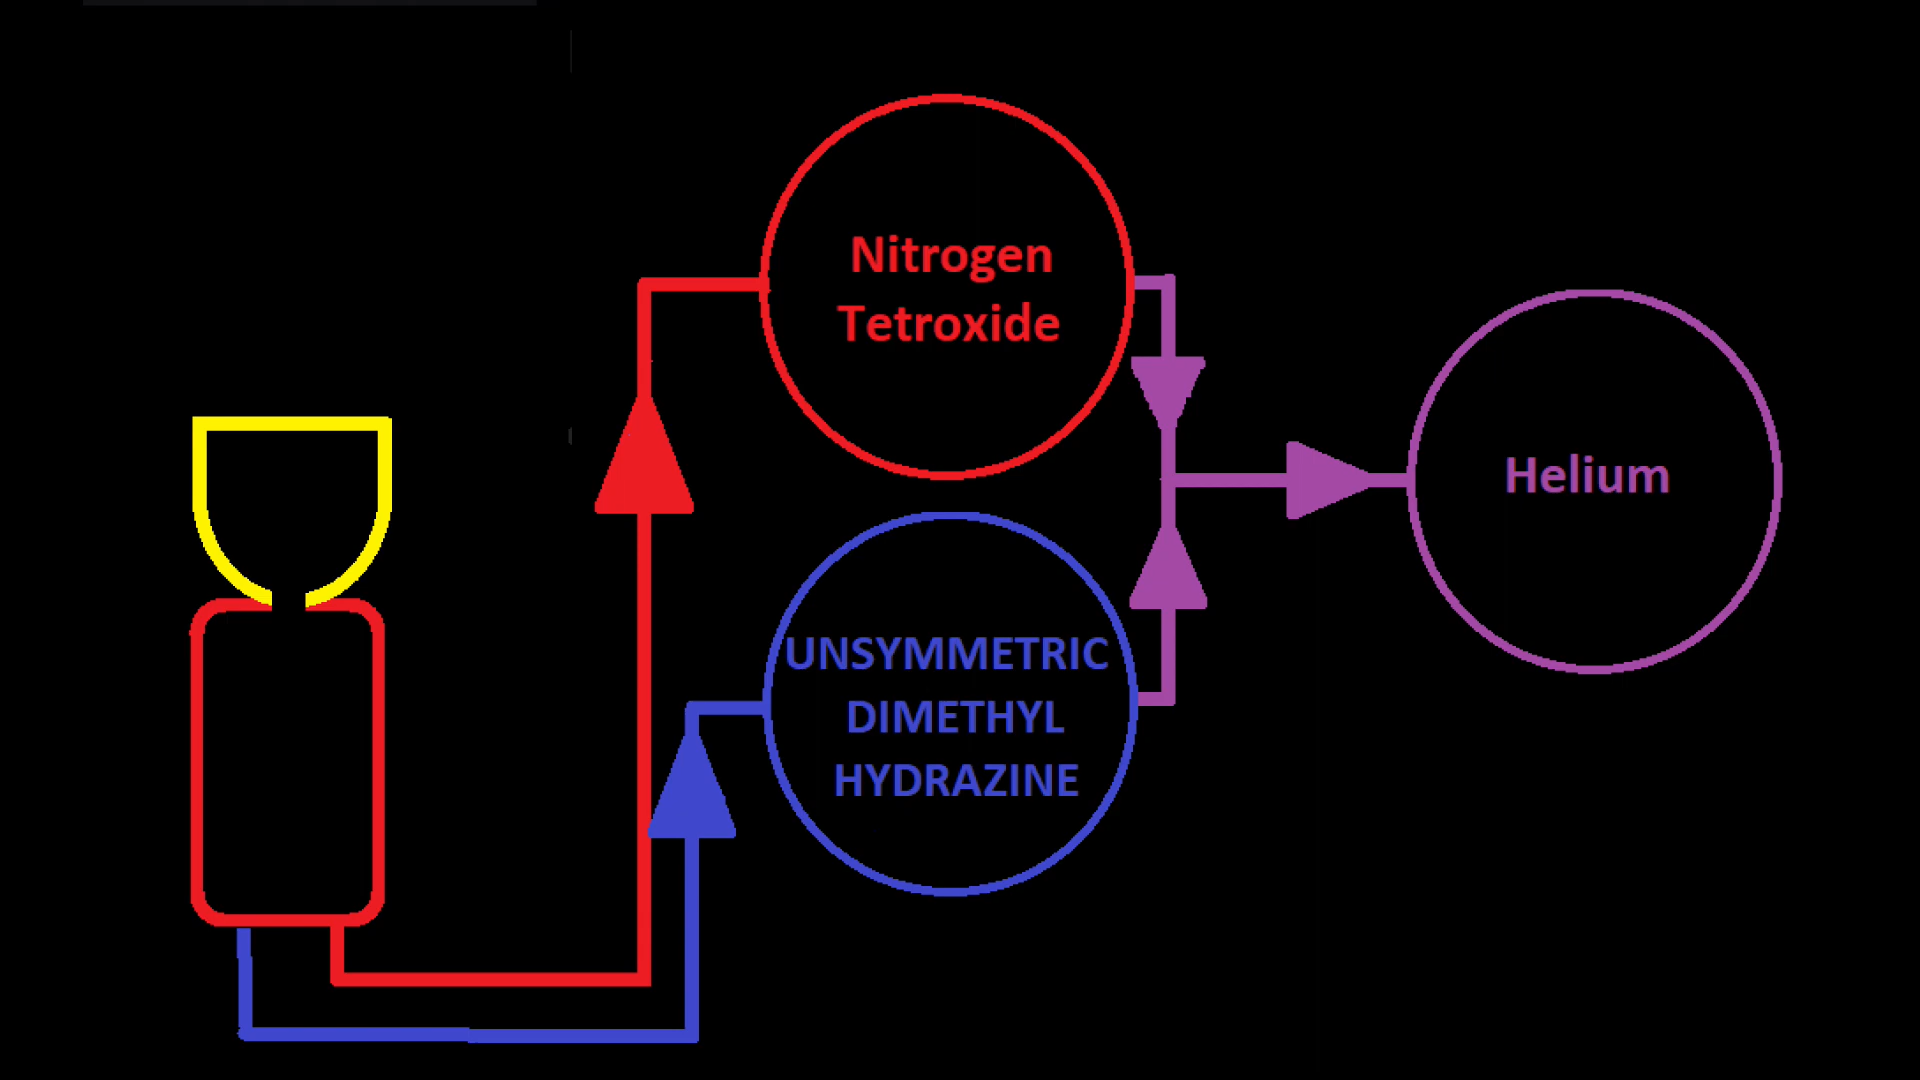 Nitrogen
Tetroxide
Helium
UNSYMMETRIC
DIMETHYL
HYDRAZINE